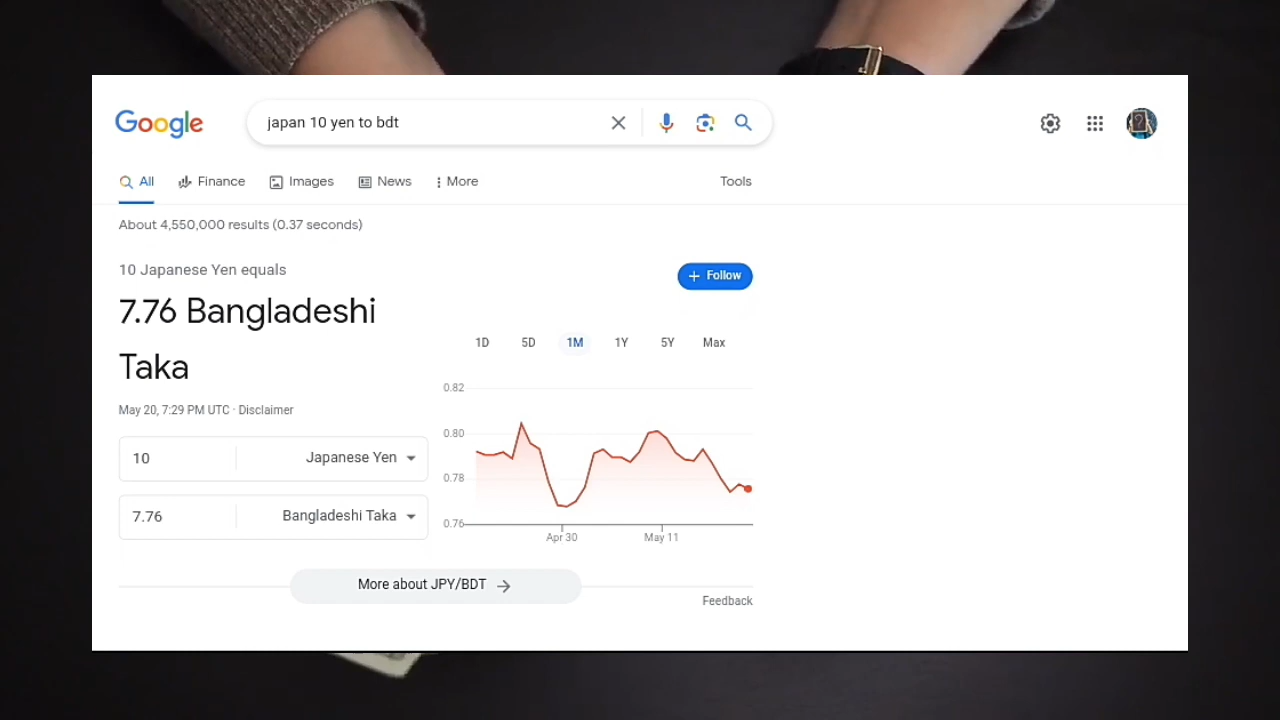 Google
japan 10 yen to bdt
All Finance Images News More Tools
About 4,550,000 results (0.37 seconds)
10 Japanese Yen equals
+ Follow
7.76 Bangladeshi
Taka
May 20, 7:29 PM UTC · Disclaimer
10 Japanese Yen
7.76 Bangladeshi Taka
1D 5D 1M 1Y 5Y Max
0.82
0.80
0.78
0.76
Apr 30 May 11
More about JPY/BDT →
Feedback